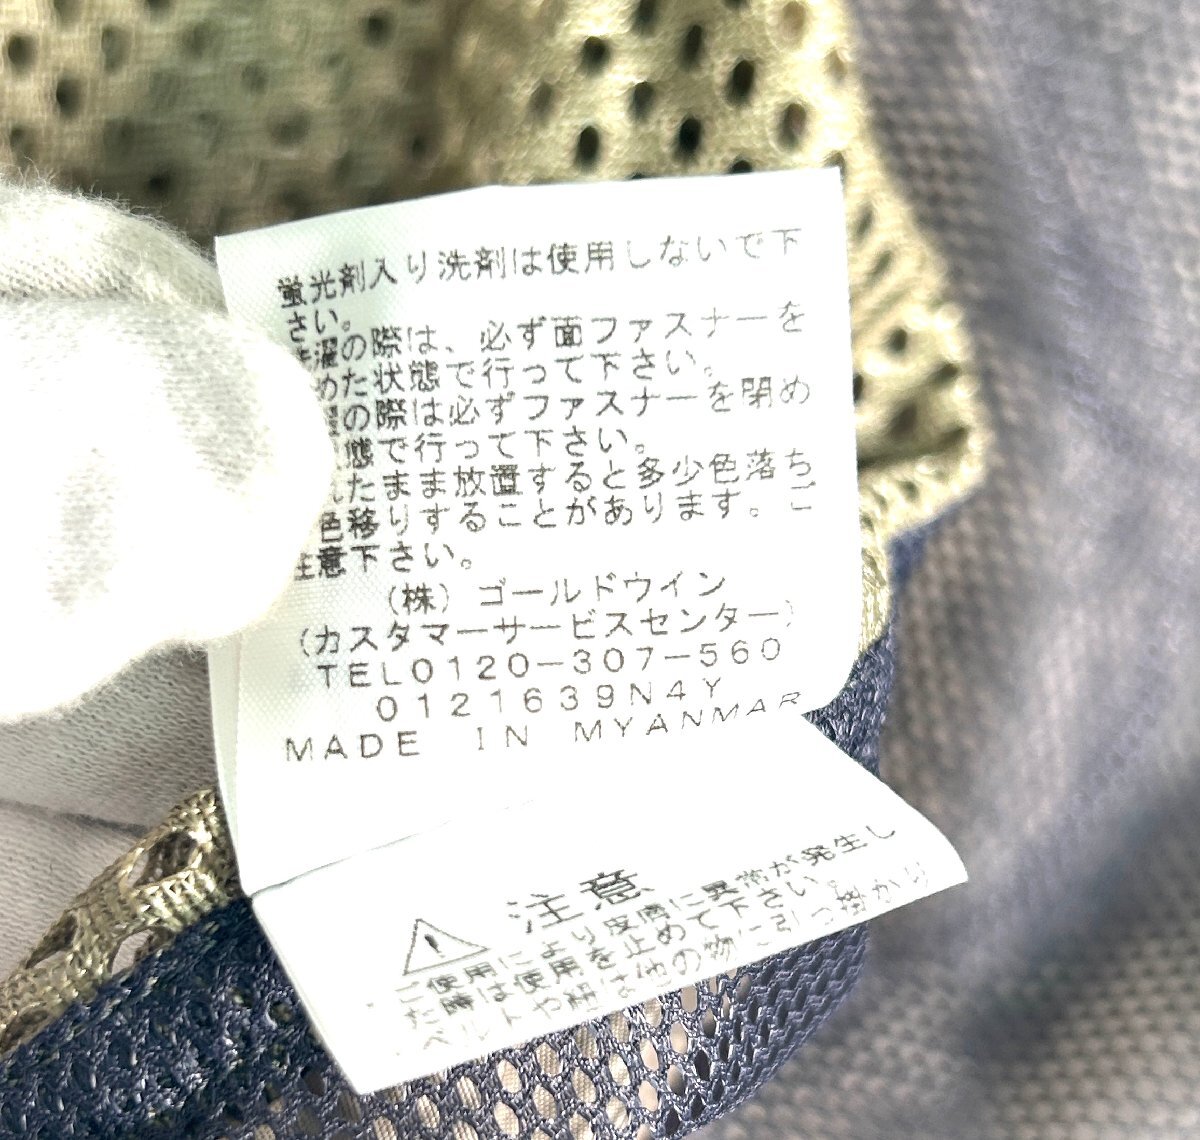 蛍光剤入り洗剤は使用しないで下
さい。
濯の際は、必ず面ファスナーを
めた状態で行って下さい。
濯の際は必ずファスナーを閉め
態で行って下さい。
れたまま放置すると多少色落ち
色移りすることがあります。ご
注意下さい。
(株)ゴールドウイン
(カスタマーサービスセンター)
TEL0120-307-560
0121639N4Y
MADE IN MYANMAR
注意
・ご使用により皮膚に異常が発生し
た時は使用を止めて下さい。
・ベルトや紐は他の物に引っ掛かり